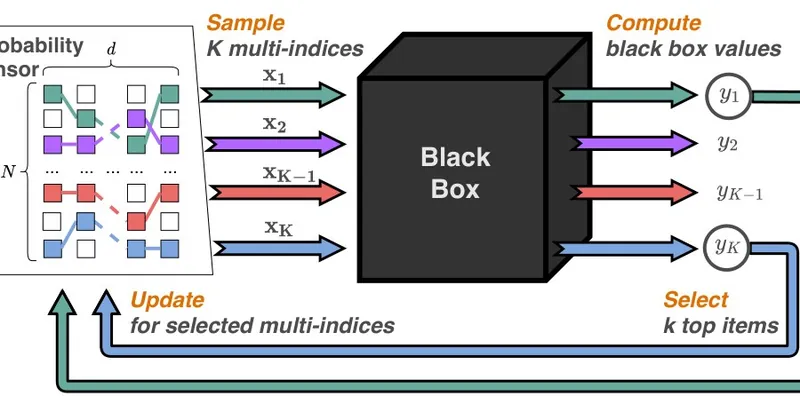 obability
nsor
d
N
... ... ... ... ...
Sample
K multi-indices
x1
x2
xK−1
xK
Black
Box
Compute
black box values
y1
y2
yK−1
yK
Update
for selected multi-indices
Select
k top items